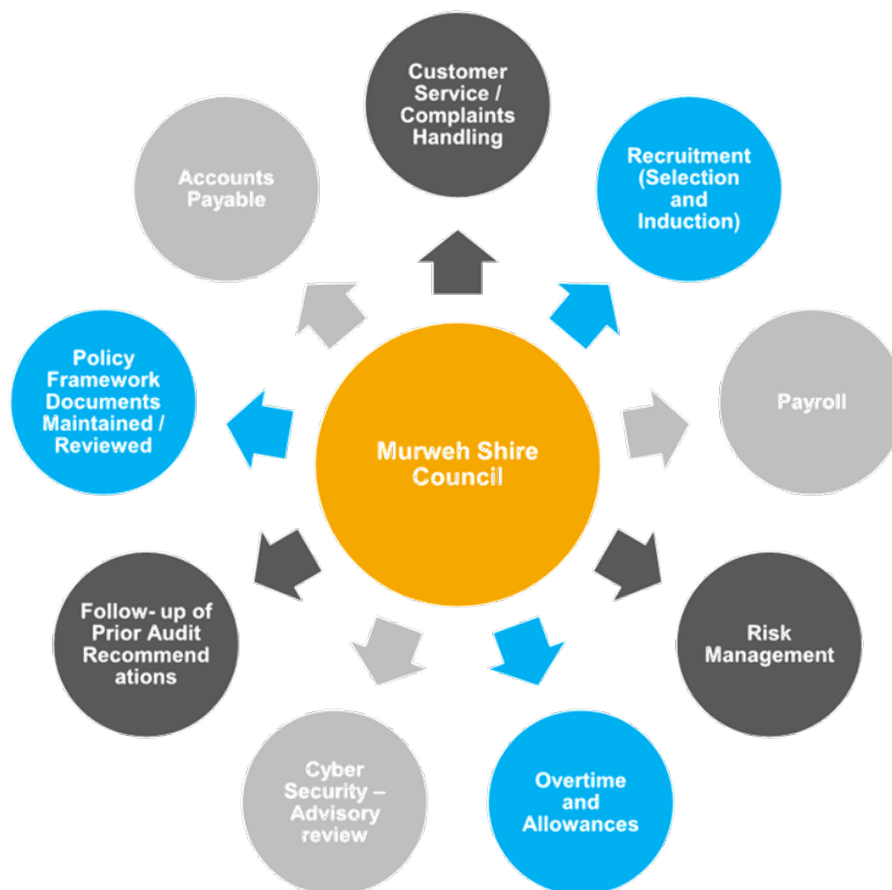 Customer
Service /
Complaints
Handling
Recruitment
(Selection
and
Induction)
Payroll
Risk
Management
Overtime
and
Allowances
Cyber
Security –
Advisory
review
Follow- up of
Prior Audit
Recommend
ations
Policy
Framework
Documents
Maintained /
Reviewed
Accounts
Payable
Murweh Shire
Council